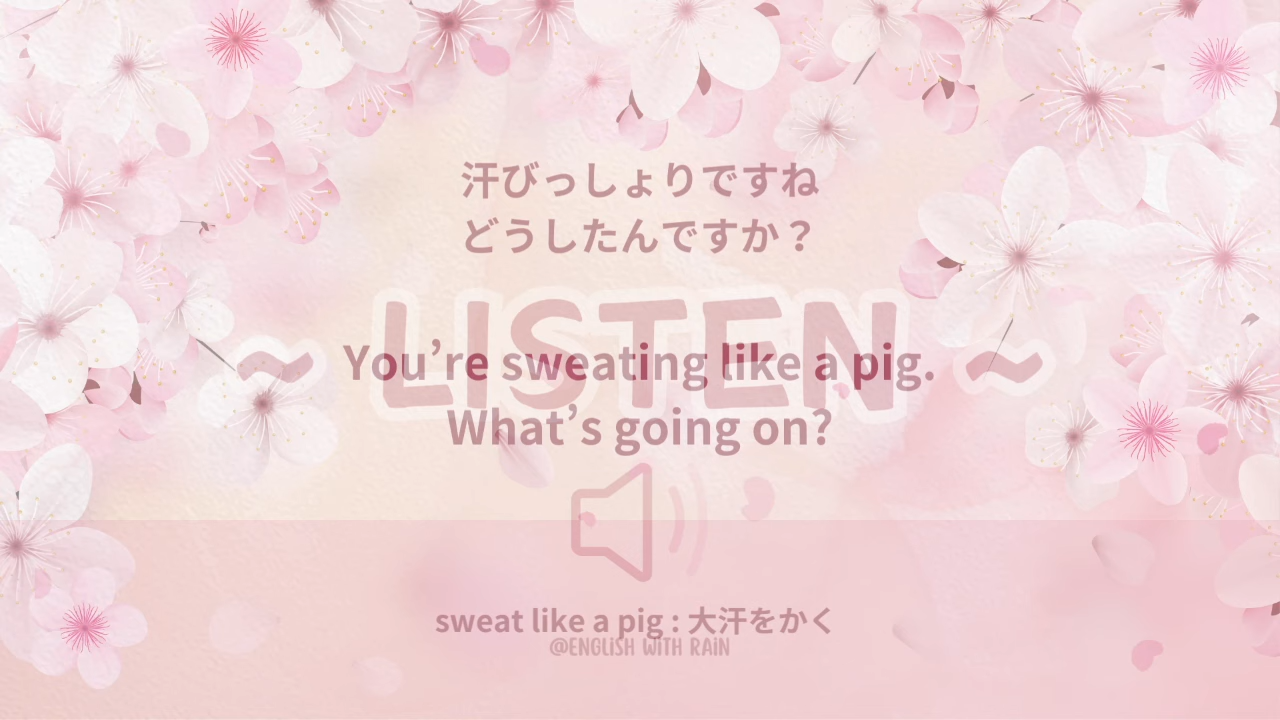 汗びっしょりですね
どうしたんですか？
~ LISTEN ~
You're sweating like a pig.
What's going on?
sweat like a pig : 大汗をかく
@ENGLiSH WiTH RAiN